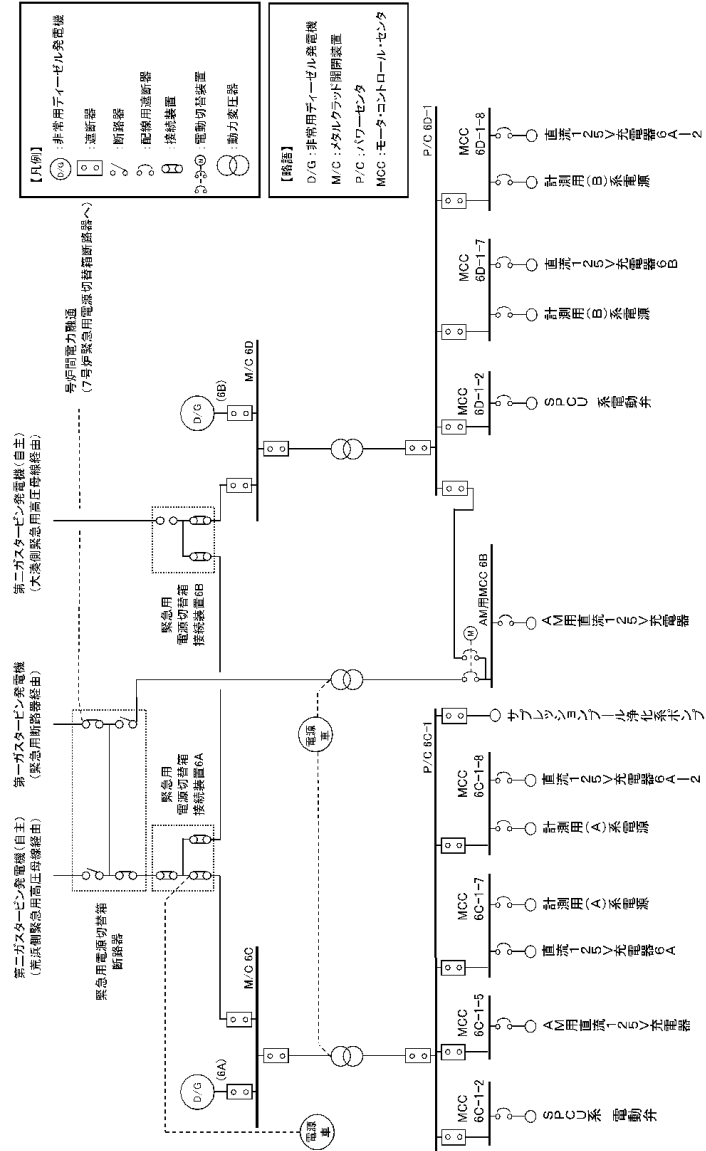 【凡例】
D/G :非常用ディーゼル発電機
:遮断器
:断路器
:配線用遮断器
:接続装置
:電動切替装置
:動力変圧器
【略語】
D/G:非常用ディーゼル発電機
M/C:メタルクラッド開閉装置
P/C:パワーセンタ
MCC:モータ・コントロール・センタ
号炉間電力融通
(7号炉緊急用電源切替箱断路器へ)
第二ガスタービン発電機(自主)
(荒浜側緊急用高圧母線経由)
第一ガスタービン発電機
(緊急用断路器経由)
第二ガスタービン発電機(自主)
(大湊側緊急用高圧母線経由)
緊急用電源切替箱
断路器
緊急用
電源切替箱
接続装置6A
緊急用
電源切替箱
接続装置6B
D/G
(6A)
M/C 6C
D/G
(6B)
M/C 6D
電源
車
電源
車
M
AM用MCC 6B
AM用直流125V充電器
P/C 6C-1
MCC
6C-1-2
SPCU系 電動弁
MCC
6C-1-5
AM用直流125V充電器
MCC
6C-1-7
直流125V充電器6A
計測用(A)系電源
MCC
6C-1-8
計測用(A)系電源
直流125V充電器6A-2
サプレッションプール浄化系ポンプ
P/C 6D-1
MCC
6D-1-2
SPCU 系電動弁
MCC
6D-1-7
計測用(B)系電源
直流125V充電器6B
MCC
6D-1-8
計測用(B)系電源
直流125V充電器6A-2